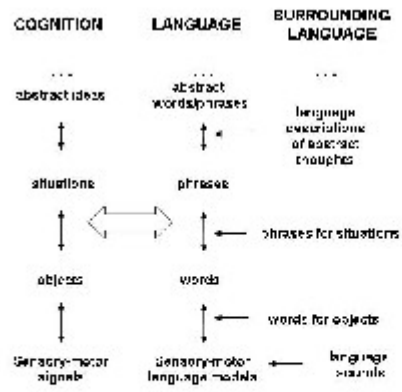 COGNITION
LANGUAGE
SURROUNDING
LANGUAGE
...
...
...
abstract ideas
abstract
words/phrases
language
descriptions
of abstract
thoughts
situations
phrases
phrases for situations
objects
words
words for objects
Sensory-motor
signals
Sensory-motor
language models
language
sounds